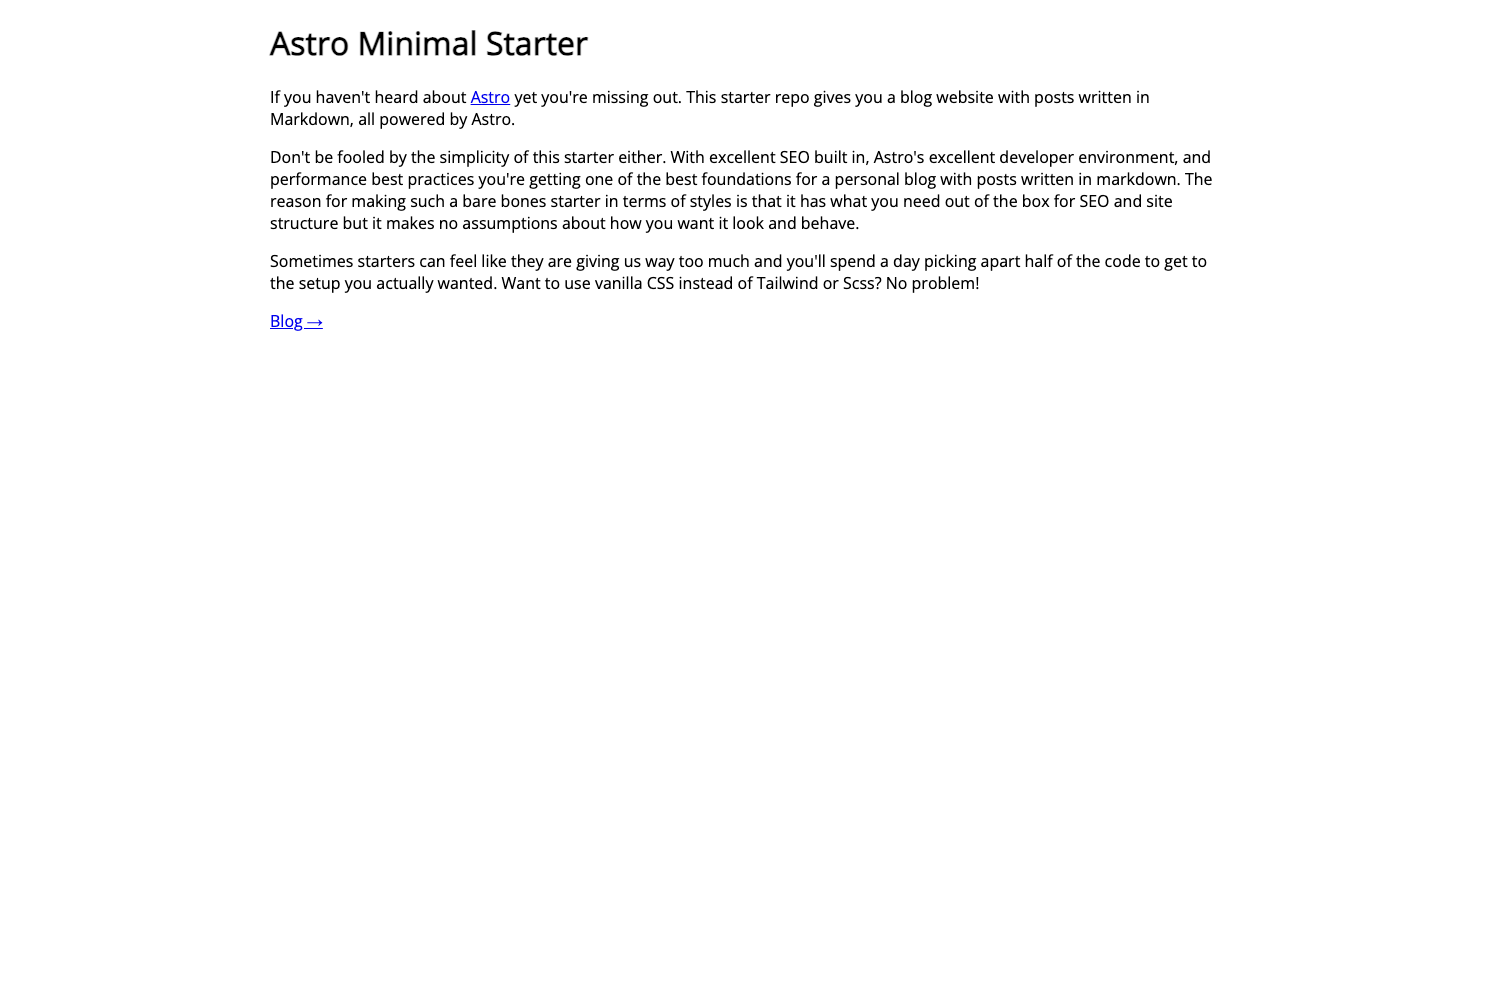 Astro Minimal Starter
If you haven't heard about Astro yet you're missing out. This starter repo gives you a blog website with posts written in
Markdown, all powered by Astro.
Don't be fooled by the simplicity of this starter either. With excellent SEO built in, Astro's excellent developer environment, and
performance best practices you're getting one of the best foundations for a personal blog with posts written in markdown. The
reason for making such a bare bones starter in terms of styles is that it has what you need out of the box for SEO and site
structure but it makes no assumptions about how you want it look and behave.
Sometimes starters can feel like they are giving us way too much and you'll spend a day picking apart half of the code to get to
the setup you actually wanted. Want to use vanilla CSS instead of Tailwind or Scss? No problem!
Blog →